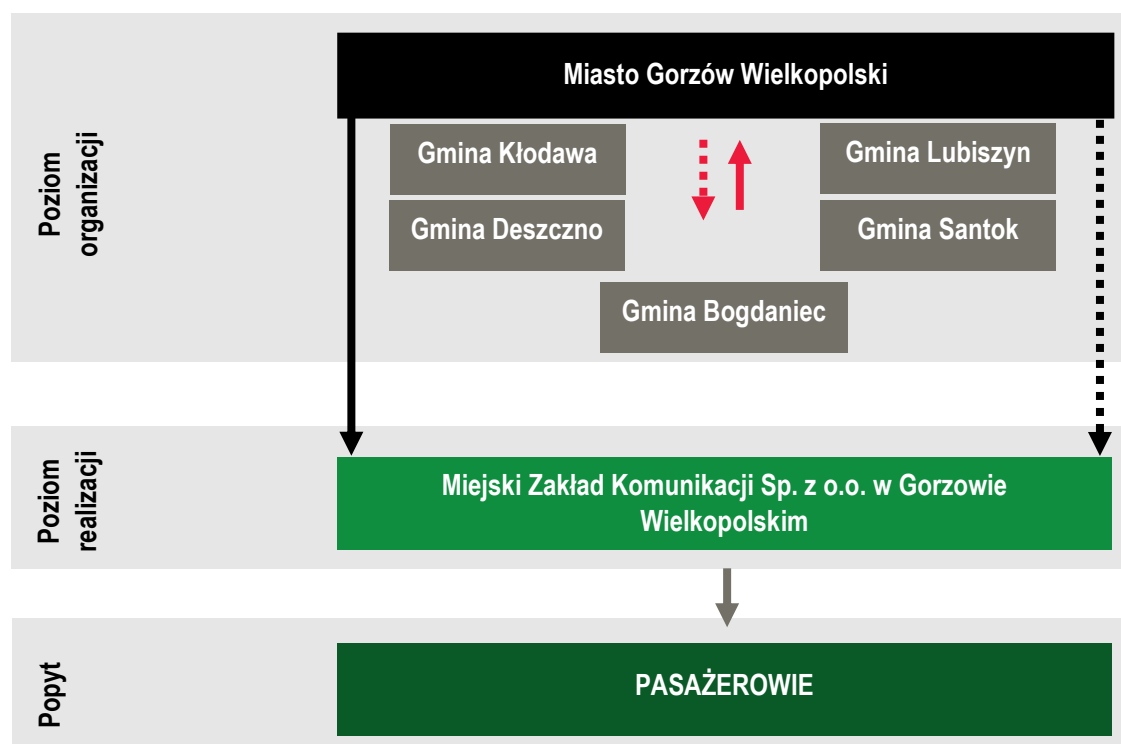 Poziom
organizacji
Miasto Gorzów Wielkopolski
Gmina Kłodawa
Gmina Lubiszyn
Gmina Deszczno
Gmina Santok
Gmina Bogdaniec
Poziom
realizacji
Miejski Zakład Komunikacji Sp. z o.o. w Gorzowie
Wielkopolskim
Popyt
PASAŻEROWIE